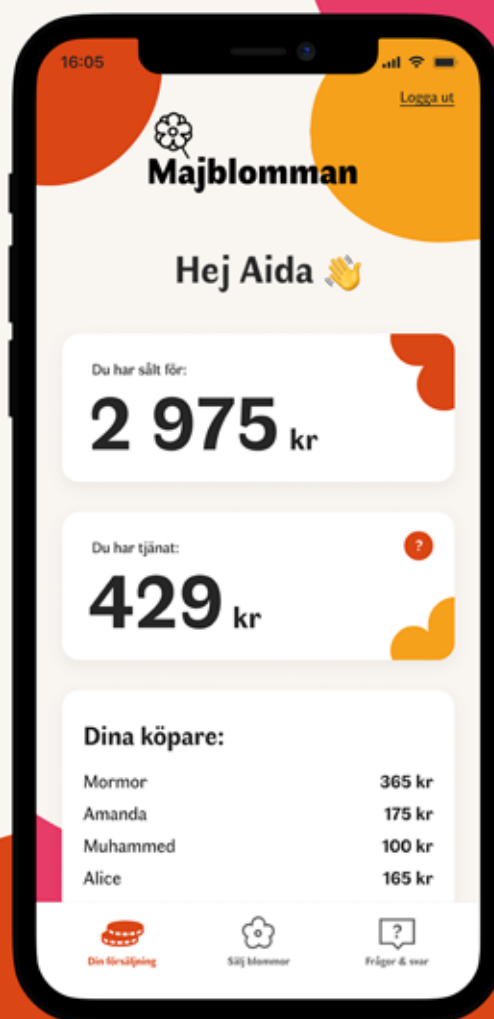 16:05
Logga ut
Majblomman
Hej Aida 👋
Du har sålt för:
2 975 kr
Du har tjänat:
?
429 kr
Dina köpare:
Mormor 365 kr
Amanda 175 kr
Muhammed 100 kr
Alice 165 kr
?
Din försäljning Sälj blommor Frågor & svar